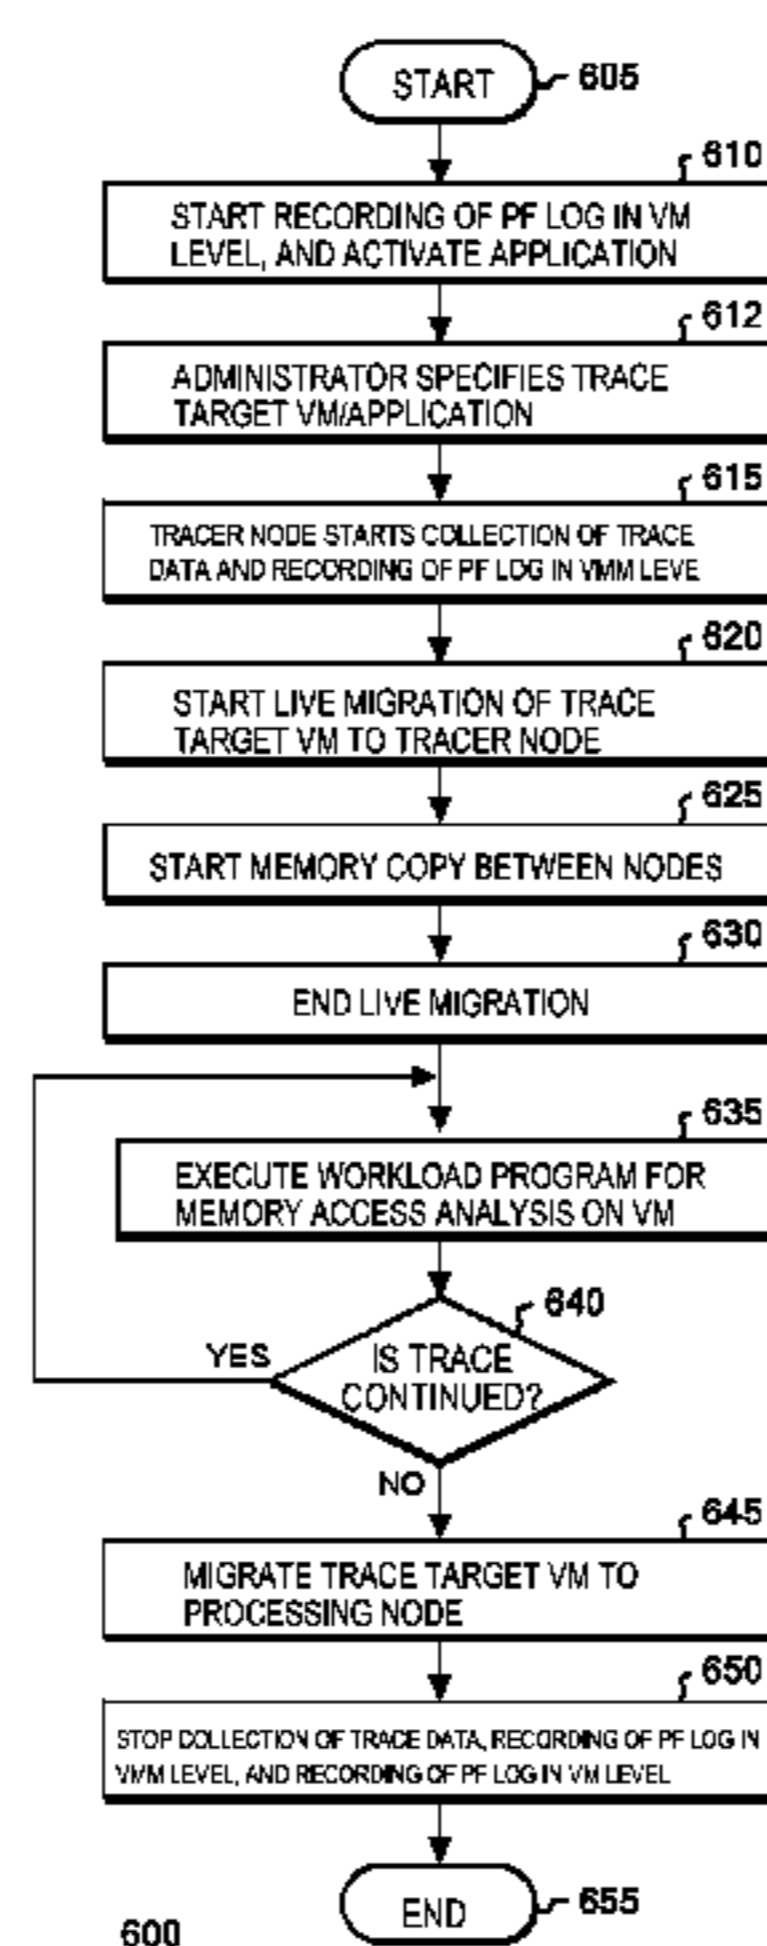 START
605
610
START RECORDING OF PF LOG IN VM
LEVEL, AND ACTIVATE APPLICATION
612
ADMINISTRATOR SPECIFIES TRACE
TARGET VM/APPLICATION
615
TRACER NODE STARTS COLLECTION OF TRACE
DATA AND RECORDING OF PF LOG IN VMM LEVE
620
START LIVE MIGRATION OF TRACE
TARGET VM TO TRACER NODE
625
START MEMORY COPY BETWEEN NODES
630
END LIVE MIGRATION
635
EXECUTE WORKLOAD PROGRAM FOR
MEMORY ACCESS ANALYSIS ON VM
640
YES
IS TRACE
CONTINUED?
NO
645
MIGRATE TRACE TARGET VM TO
PROCESSING NODE
650
STOP COLLECTION OF TRACE DATA, RECORDING OF PF LOG IN
VMM LEVEL, AND RECORDING OF PF LOG IN VM LEVEL
END
655
600